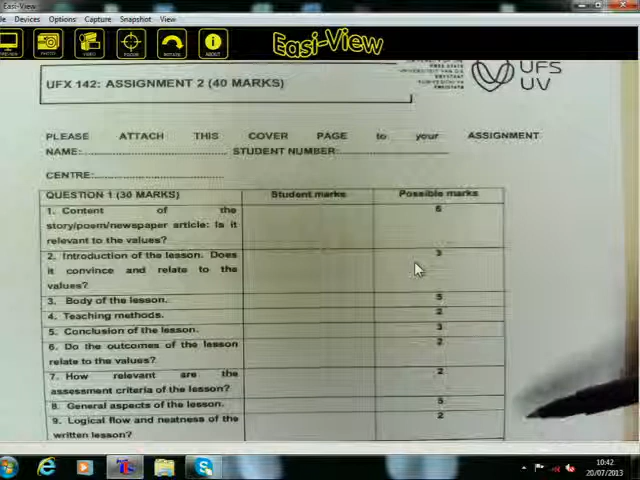 Easi-View
Devices Options Capture Snapshot View
PHOTO VIDEO FOCUS ROTATE ABOUT
Easi-View
UFS
UV
UFX 142: ASSIGNMENT 2 (40 MARKS)
PLEASE ATTACH THIS COVER PAGE to your ASSIGNMENT
NAME: STUDENT NUMBER:
CENTRE:
QUESTION 1 (30 MARKS) Student marks Possible marks
1. Content of the 6
story/poem/newspaper article: Is it
relevant to the values?
2. Introduction of the lesson. Does 3
it convince and relate to the
values?
3. Body of the lesson. 5
4. Teaching methods. 2
5. Conclusion of the lesson. 3
6. Do the outcomes of the lesson 2
relate to the values?
7. How relevant are the 2
assessment criteria of the lesson?
8. General aspects of the lesson. 5
9. Logical flow and neatness of the 2
written lesson?
10:42
20/07/2013